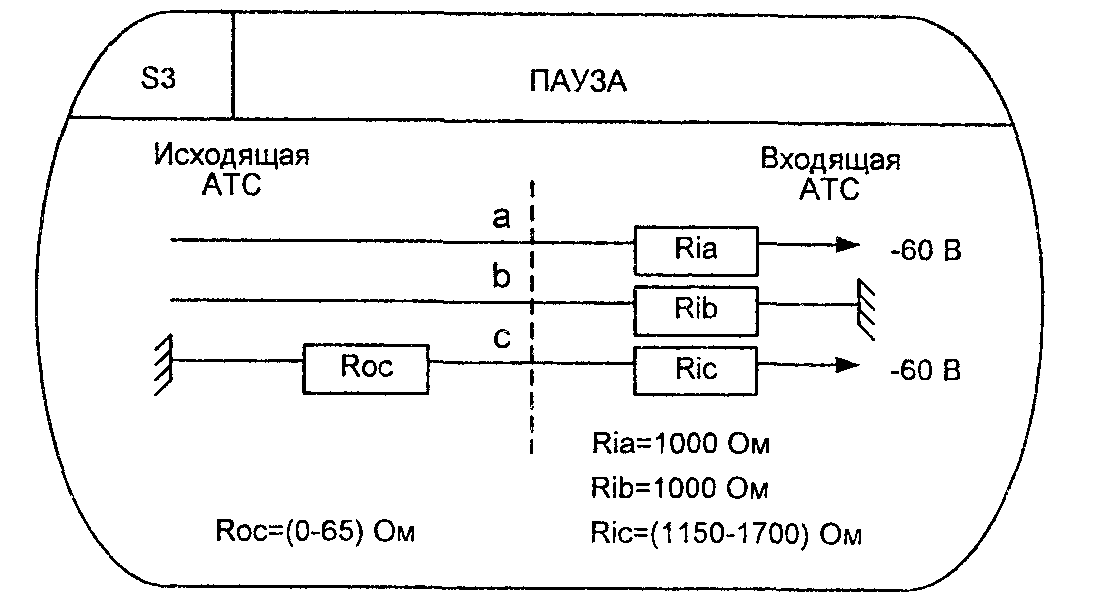 S3
ПАУЗА
Исходящая
АТС
Входящая
АТС
a
Ria
-60 В
b
Rib
c
Roc
Ric
-60 В
Ria=1000 Ом
Rib=1000 Ом
Roc=(0-65) Ом
Ric=(1150-1700) Ом